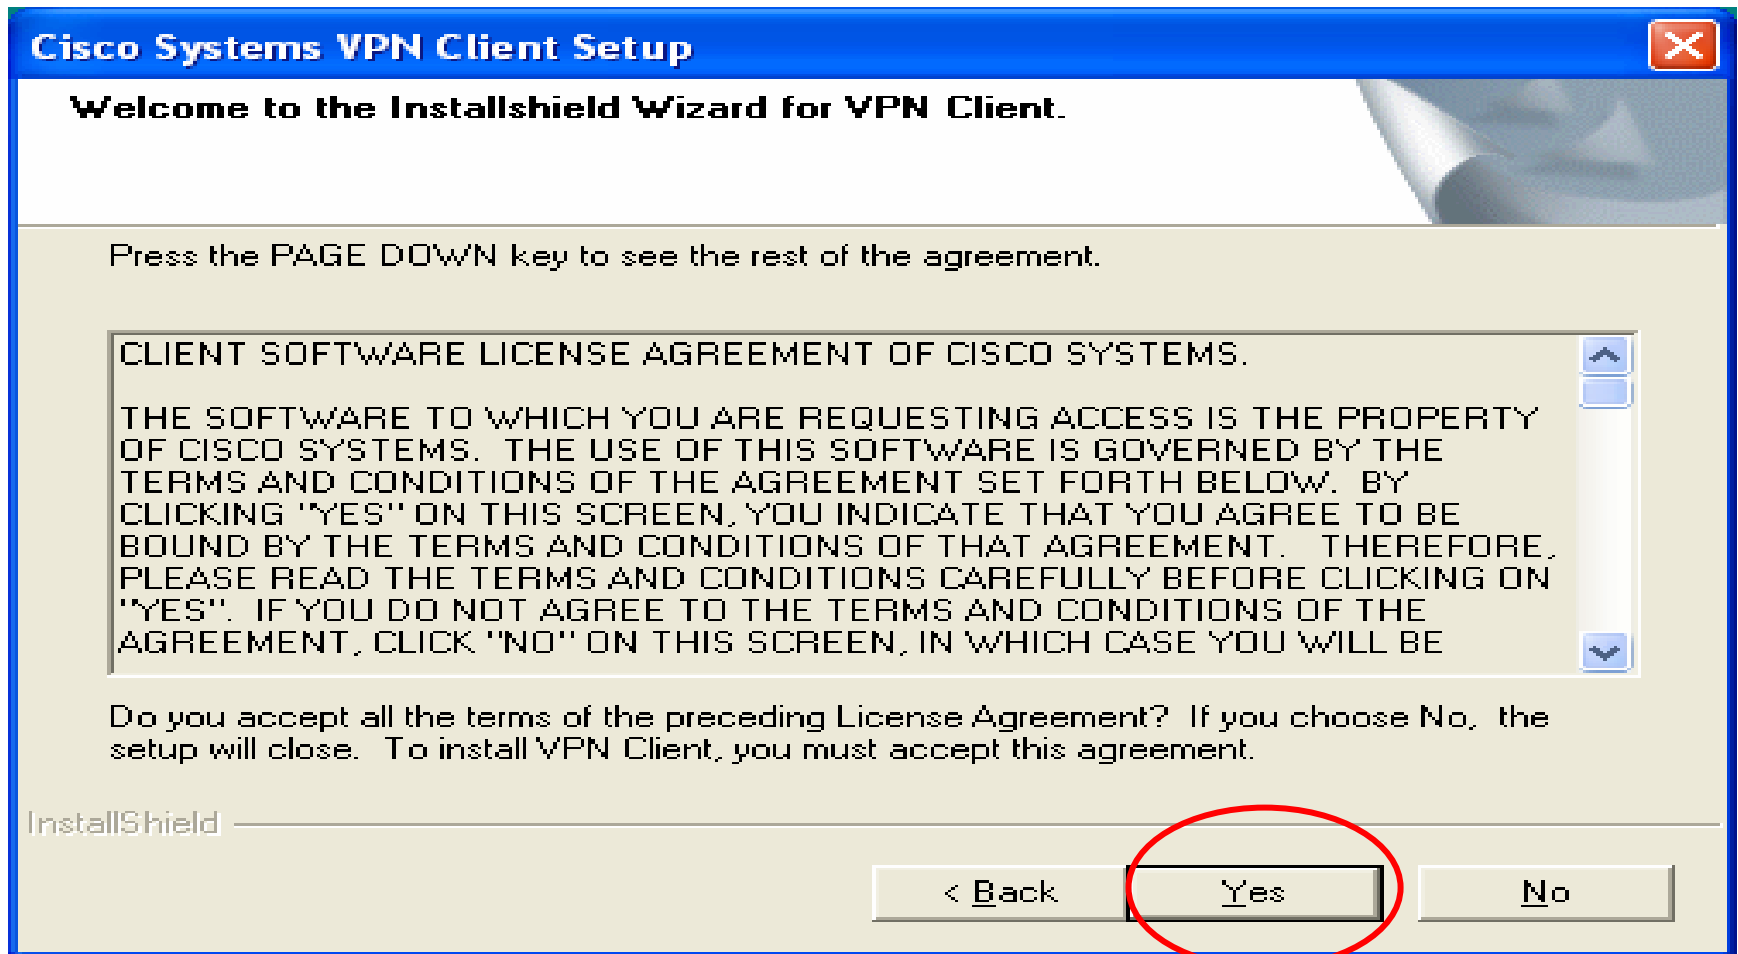 Cisco Systems VPN Client Setup
Welcome to the Installshield Wizard for VPN Client.
Press the PAGE DOWN key to see the rest of the agreement.
CLIENT SOFTWARE LICENSE AGREEMENT OF CISCO SYSTEMS.
THE SOFTWARE TO WHICH YOU ARE REQUESTING ACCESS IS THE PROPERTY
OF CISCO SYSTEMS.  THE USE OF THIS SOFTWARE IS GOVERNED BY THE
TERMS AND CONDITIONS OF THE AGREEMENT SET FORTH BELOW.  BY
CLICKING "YES" ON THIS SCREEN, YOU INDICATE THAT YOU AGREE TO BE
BOUND BY THE TERMS AND CONDITIONS OF THAT AGREEMENT.   THEREFORE,
PLEASE READ THE TERMS AND CONDITIONS CAREFULLY BEFORE CLICKING ON
"YES".  IF YOU DO NOT AGREE TO THE TERMS AND CONDITIONS OF THE
AGREEMENT, CLICK "NO" ON THIS SCREEN, IN WHICH CASE YOU WILL BE
Do you accept all the terms of the preceding License Agreement?  If you choose No,  the
setup will close.  To install VPN Client, you must accept this agreement.
InstallShield
< Back
Yes
No